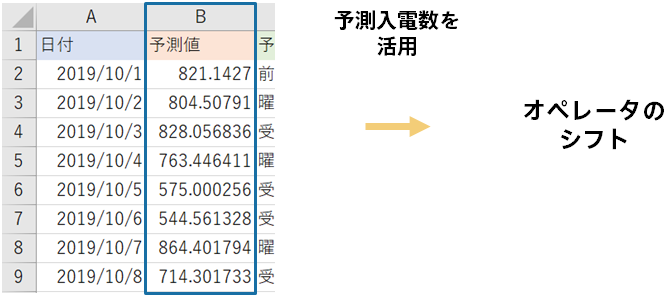 A B
1 日付 予測値 予
2 2019/10/1 821.1427 前
3 2019/10/2 804.50791 曜
4 2019/10/3 828.056836 受
5 2019/10/4 763.446411 曜
6 2019/10/5 575.000256 受
7 2019/10/6 544.561328 受
8 2019/10/7 864.401794 曜
9 2019/10/8 714.301733 受
予測入電数を
活用
オペレータの
シフト